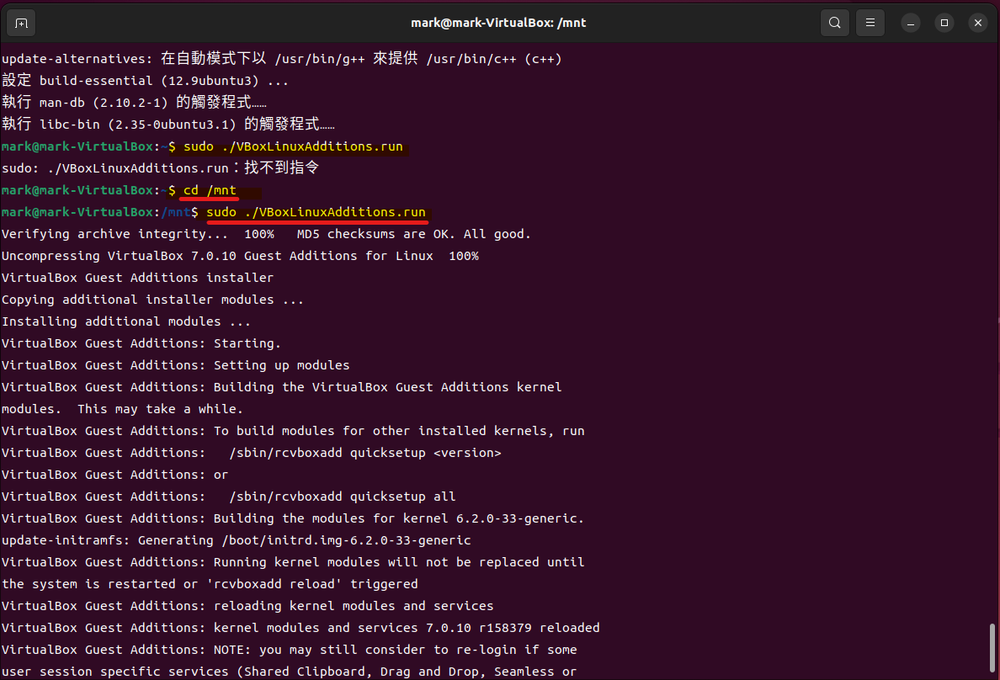 mark@mark-VirtualBox: /mnt
update-alternatives: 在自動模式下以 /usr/bin/g++ 來提供 /usr/bin/c++ (c++)
設定 build-essential (12.9ubuntu3) ...
執行 man-db (2.10.2-1) 的觸發程式……
執行 libc-bin (2.35-0ubuntu3.1) 的觸發程式……
mark@mark-VirtualBox:~$ sudo ./VBoxLinuxAdditions.run
sudo: ./VBoxLinuxAdditions.run：找不到指令
mark@mark-VirtualBox:~$ cd /mnt
mark@mark-VirtualBox:/mnt$ sudo ./VBoxLinuxAdditions.run
Verifying archive integrity...  100%   MD5 checksums are OK. All good.
Uncompressing VirtualBox 7.0.10 Guest Additions for Linux  100%
VirtualBox Guest Additions installer
Copying additional installer modules ...
Installing additional modules ...
VirtualBox Guest Additions: Starting.
VirtualBox Guest Additions: Setting up modules
VirtualBox Guest Additions: Building the VirtualBox Guest Additions kernel
modules.  This may take a while.
VirtualBox Guest Additions: To build modules for other installed kernels, run
VirtualBox Guest Additions:   /sbin/rcvboxadd quicksetup <version>
VirtualBox Guest Additions: or
VirtualBox Guest Additions:   /sbin/rcvboxadd quicksetup all
VirtualBox Guest Additions: Building the modules for kernel 6.2.0-33-generic.
update-initramfs: Generating /boot/initrd.img-6.2.0-33-generic
VirtualBox Guest Additions: Running kernel modules will not be replaced until
the system is restarted or 'rcvboxadd reload' triggered
VirtualBox Guest Additions: reloading kernel modules and services
VirtualBox Guest Additions: kernel modules and services 7.0.10 r158379 reloaded
VirtualBox Guest Additions: NOTE: you may still consider to re-login if some
user session specific services (Shared Clipboard, Drag and Drop, Seamless or